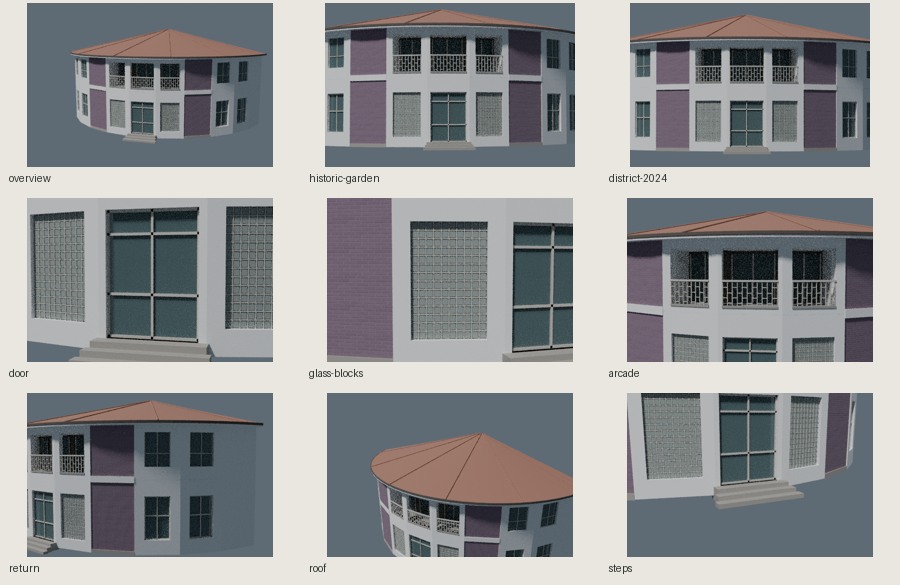 overview
historic-garden
district-2024
door
glass-blocks
arcade
return
roof
steps